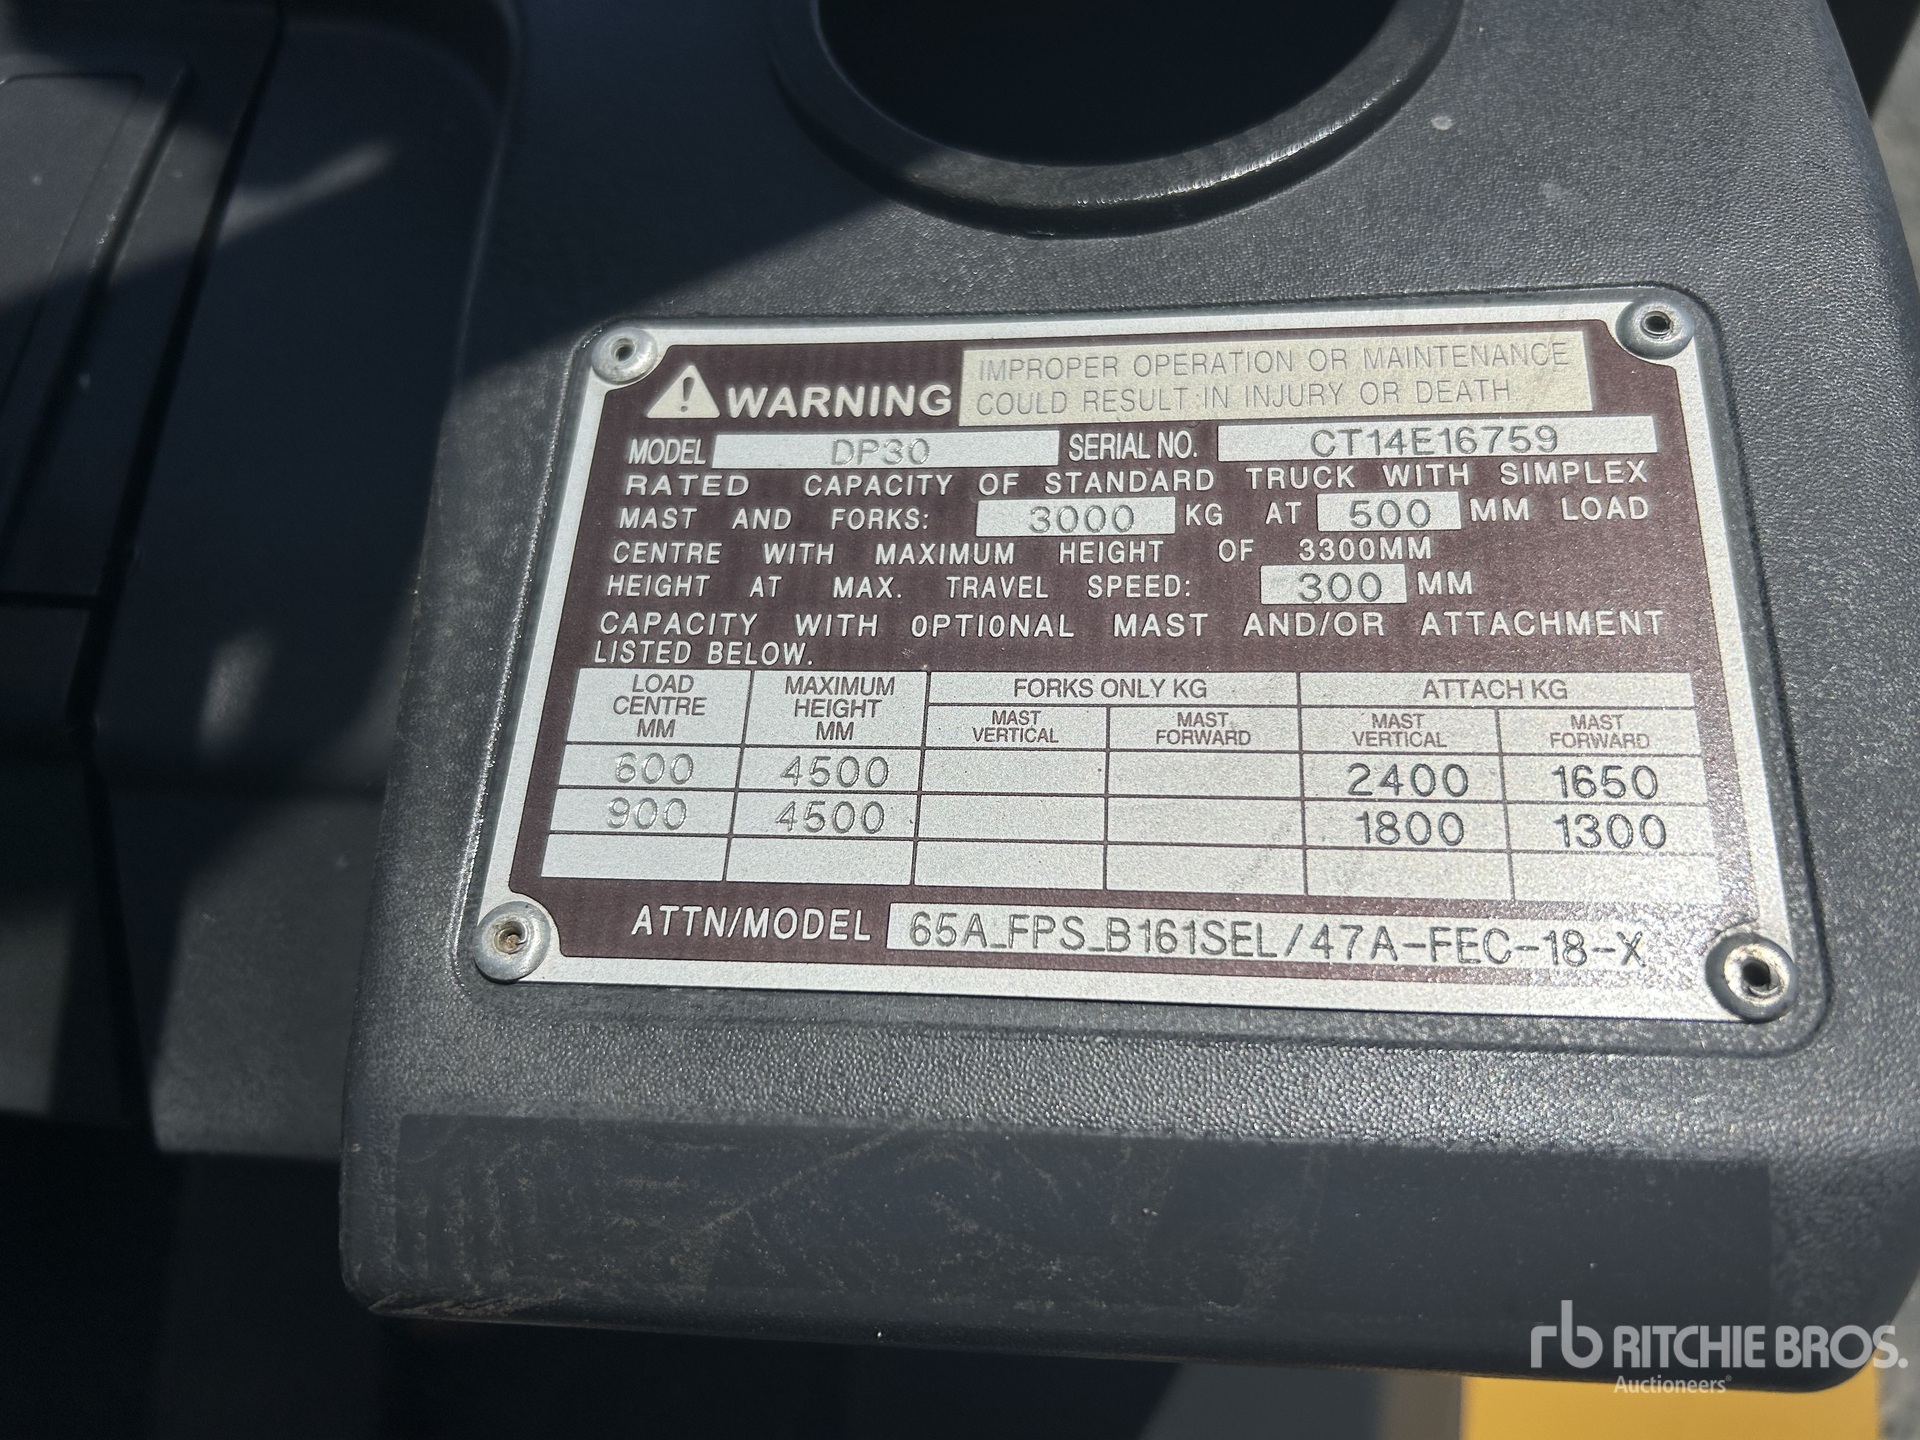 WARNING
IMPROPER OPERATION OR MAINTENANCE
COULD RESULT IN INJURY OR DEATH
MODEL DP30 SERIAL NO. CT14E16759
RATED CAPACITY OF STANDARD TRUCK WITH SIMPLEX
MAST AND FORKS: 3000 KG AT 500 MM LOAD
CENTRE WITH MAXIMUM HEIGHT OF 3300MM
HEIGHT AT MAX. TRAVEL SPEED: 300 MM
CAPACITY WITH OPTIONAL MAST AND/OR ATTACHMENT
LISTED BELOW.
LOAD CENTRE MM MAXIMUM HEIGHT MM FORKS ONLY KG ATTACH KG
MAST VERTICAL MAST FORWARD MAST VERTICAL MAST FORWARD
600 4500 2400 1650
900 4500 1800 1300
ATTN/MODEL 65A_FPS_B161SEL/47A-FEC-18-X
rb RITCHIE BROS.
Auctioneers